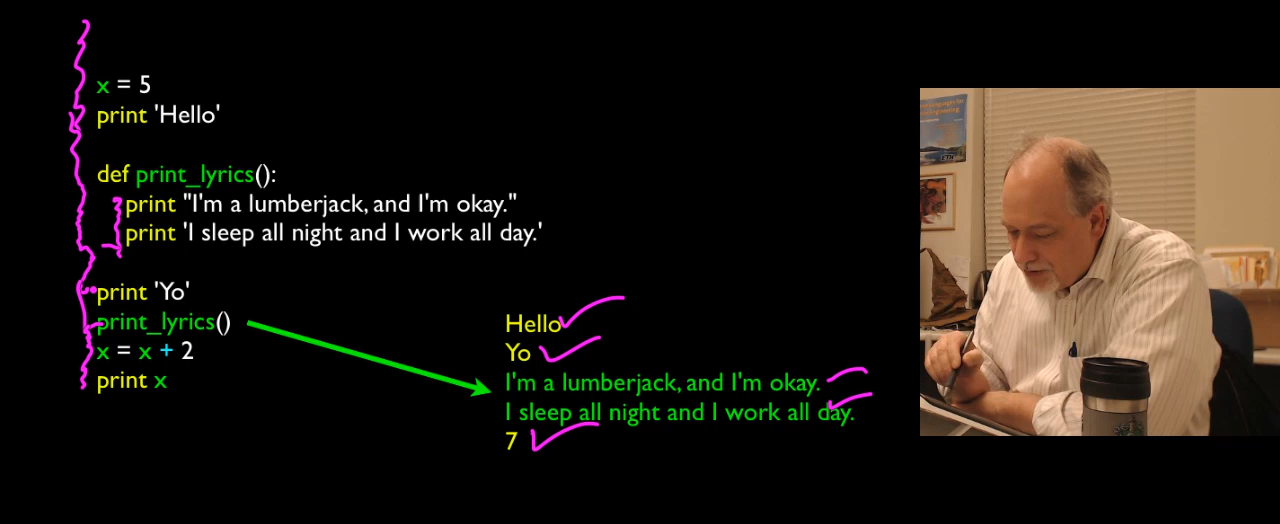 x = 5
print 'Hello'
def print_lyrics():
print "I'm a lumberjack, and I'm okay."
print 'I sleep all night and I work all day.'
print 'Yo'
print_lyrics()
x = x + 2
print x
Hello
Yo
I'm a lumberjack, and I'm okay.
I sleep all night and I work all day.
7